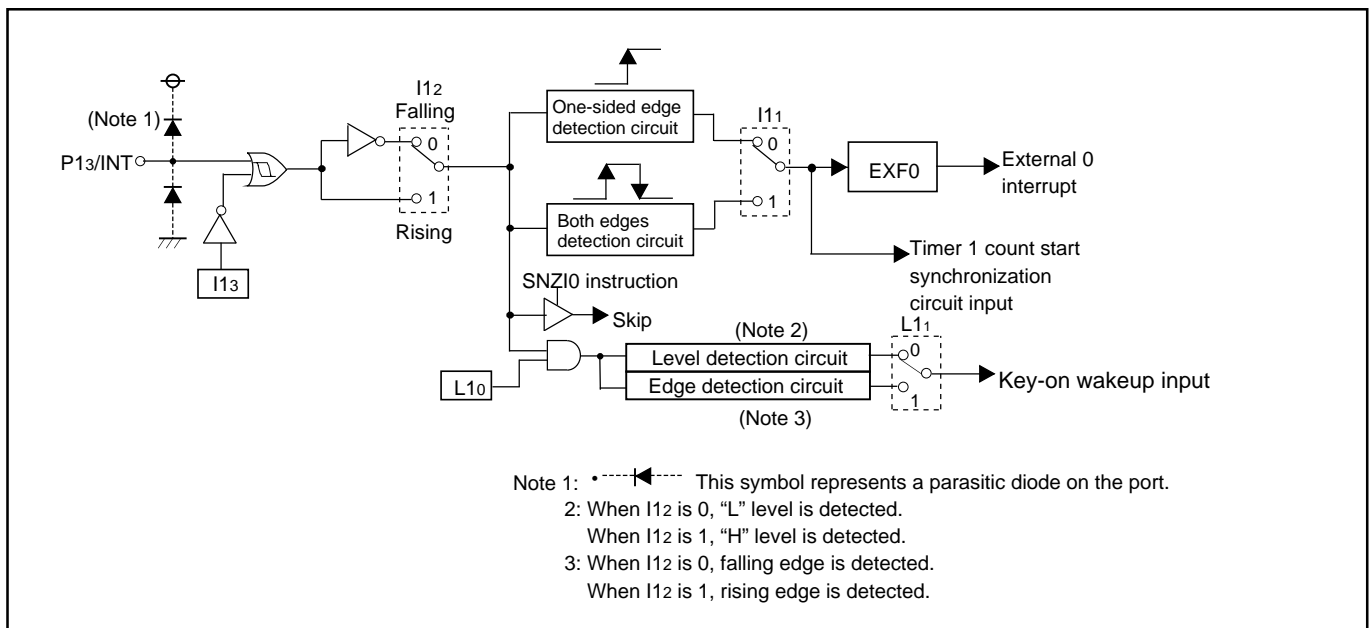 I12
Falling
(Note 1)
P13/INT
0
1
Rising
I13
One-sided edge
detection circuit
Both edges
detection circuit
I11
0
1
EXF0
External 0
interrupt
Timer 1 count start
synchronization
circuit input
SNZI0 instruction
Skip
(Note 2)
L10
Level detection circuit
Edge detection circuit
(Note 3)
L11
0
1
Key-on wakeup input
Note 1: This symbol represents a parasitic diode on the port.
2: When I12 is 0, “L” level is detected.
When I12 is 1, “H” level is detected.
3: When I12 is 0, falling edge is detected.
When I12 is 1, rising edge is detected.